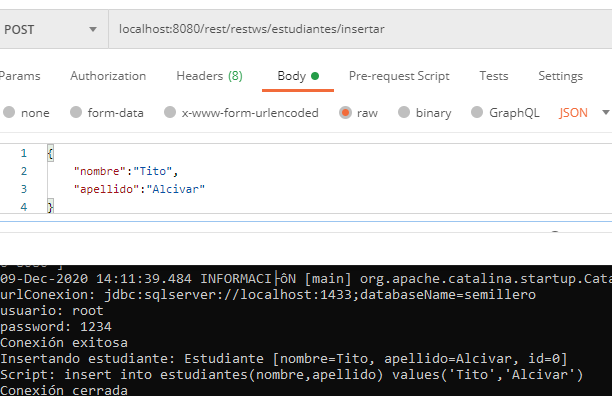 POST localhost:8080/rest/restws/estudiantes/insertar
Params Authorization Headers (8) Body Pre-request Script Tests Settings
none form-data x-www-form-urlencoded raw binary GraphQL JSON
1 {
2 "nombre":"Tito",
3 "apellido":"Alcivar"
4 }
09-Dec-2020 14:11:39.484 INFORMACI├ôN [main] org.apache.catalina.startup.Cata
urlConexion: jdbc:sqlserver://localhost:1433;databaseName=semillero
usuario: root
password: 1234
Conexión exitosa
Insertando estudiante: Estudiante [nombre=Tito, apellido=Alcivar, id=0]
Script: insert into estudiantes(nombre,apellido) values('Tito','Alcivar')
Conexión cerrada